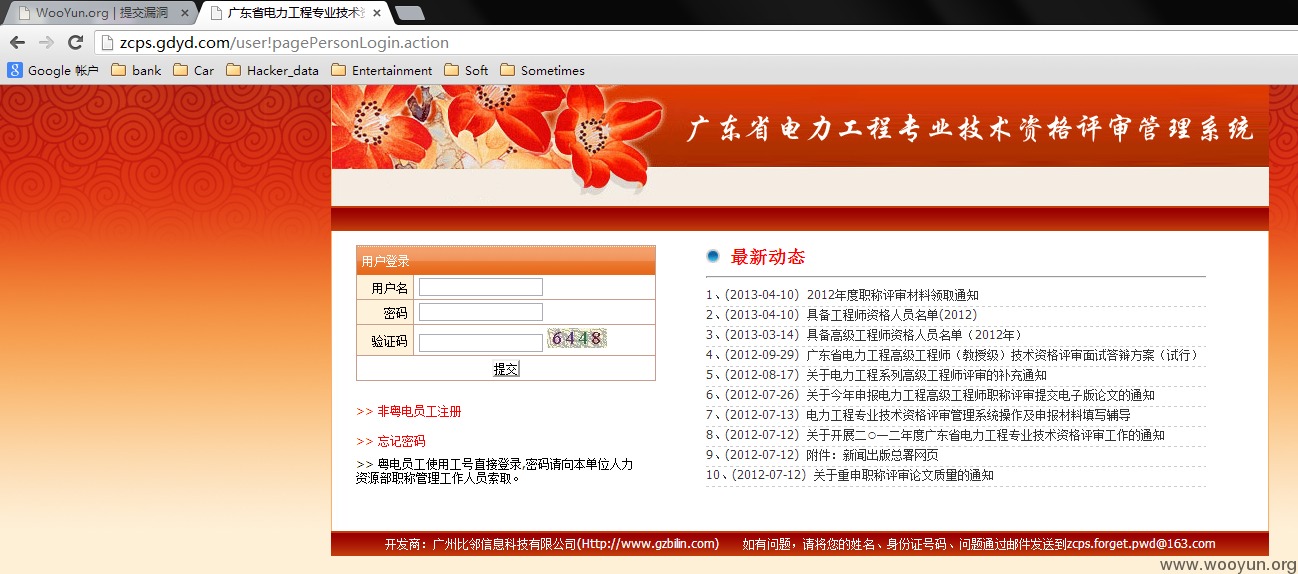 WooYun.org | 提交漏洞
广东省电力工程专业技术
zcps.gdyd.com/user!pagePersonLogin.action
Google 帐户 bank Car Hacker_data Entertainment Soft Sometimes
广东省电力工程专业技术资格评审管理系统
用户登录
用户名
密码
验证码 6448
提交
>> 非粤电员工注册
>> 忘记密码
>> 粤电员工使用工号直接登录,密码请向本单位人力
资源部职称管理工作人员索取。
最新动态
1、(2013-04-10) 2012年度职称评审材料领取通知
2、(2013-04-10) 具备工程师资格人员名单(2012)
3、(2013-03-14) 具备高级工程师资格人员名单（2012年）
4、(2012-09-29) 广东省电力工程高级工程师（教授级）技术资格评审面试答辩方案（试行）
5、(2012-08-17) 关于电力工程系列高级工程师评审的补充通知
6、(2012-07-26) 关于今年申报电力工程高级工程师职称评审提交电子版论文的通知
7、(2012-07-13) 电力工程专业技术资格评审管理系统操作及申报材料填写辅导
8、(2012-07-12) 关于开展二○一二年度广东省电力工程专业技术资格评审工作的通知
9、(2012-07-12) 附件：新闻出版总署网页
10、(2012-07-12) 关于重申职称评审论文质量的通知
开发商：广州比邻信息科技有限公司(Http://www.gzbilin.com) 如有问题，请将您的姓名、身份证号码、问题通过邮件发送到zcps.forget.pwd@163.com
www.wooyun.org